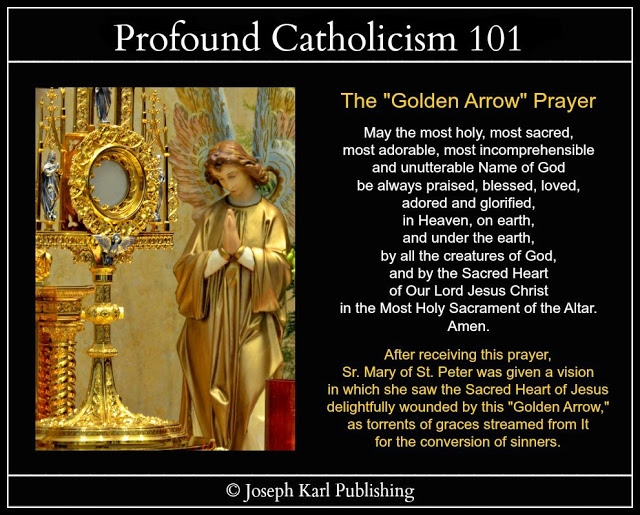 Profound Catholicism 101
The "Golden Arrow" Prayer
May the most holy, most sacred,
most adorable, most incomprehensible
and unutterable Name of God
be always praised, blessed, loved,
adored and glorified,
in Heaven, on earth,
and under the earth,
by all the creatures of God,
and by the Sacred Heart
of Our Lord Jesus Christ
in the Most Holy Sacrament of the Altar.
Amen.
After receiving this prayer,
Sr. Mary of St. Peter was given a vision
in which she saw the Sacred Heart of Jesus
delightfully wounded by this "Golden Arrow,"
as torrents of graces streamed from It
for the conversion of sinners.
© Joseph Karl Publishing